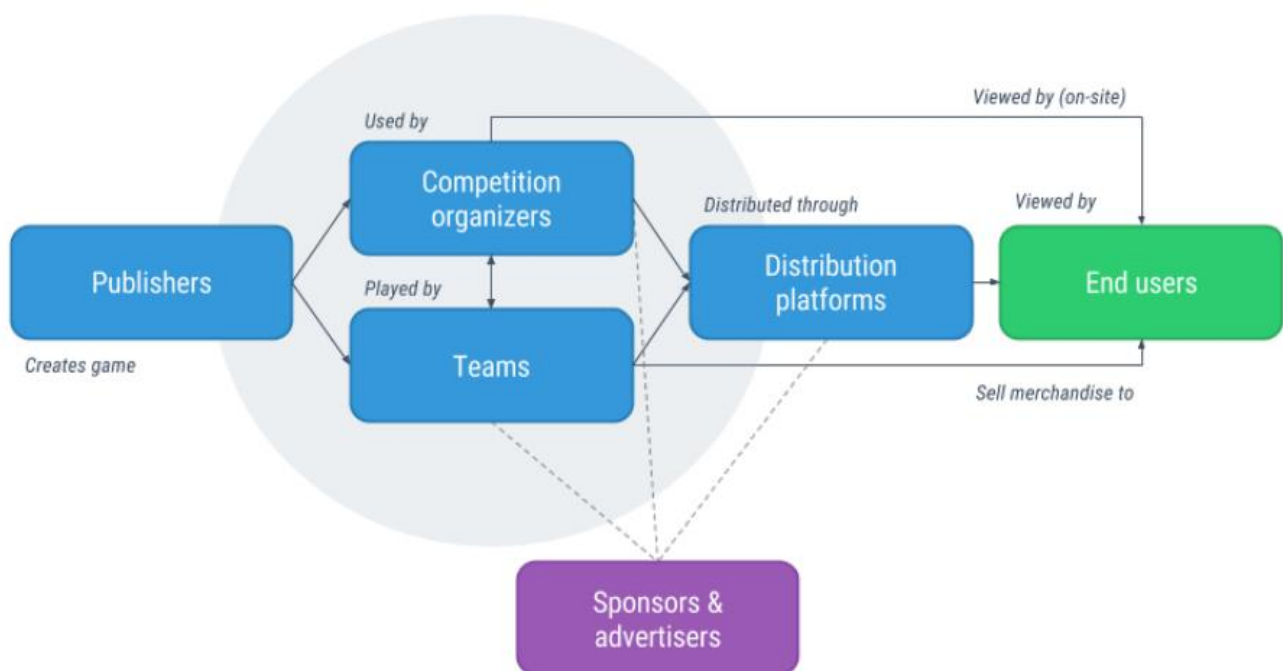 Viewed by (on-site)
Used by
Competition
organizers
Distributed through
Viewed by
Publishers
Distribution
platforms
End users
Played by
Creates game
Teams
Sell merchandise to
Sponsors &
advertisers